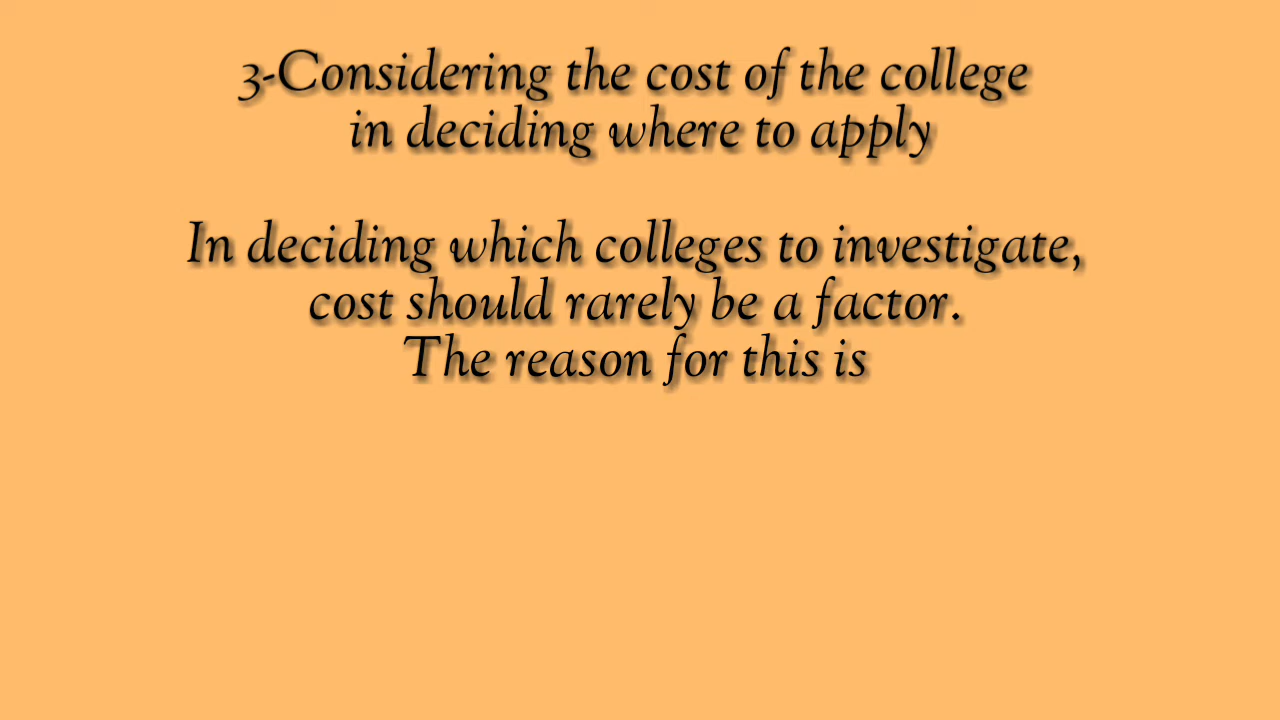 3-Considering the cost of the college
in deciding where to apply
In deciding which colleges to investigate,
cost should rarely be a factor.
The reason for this is